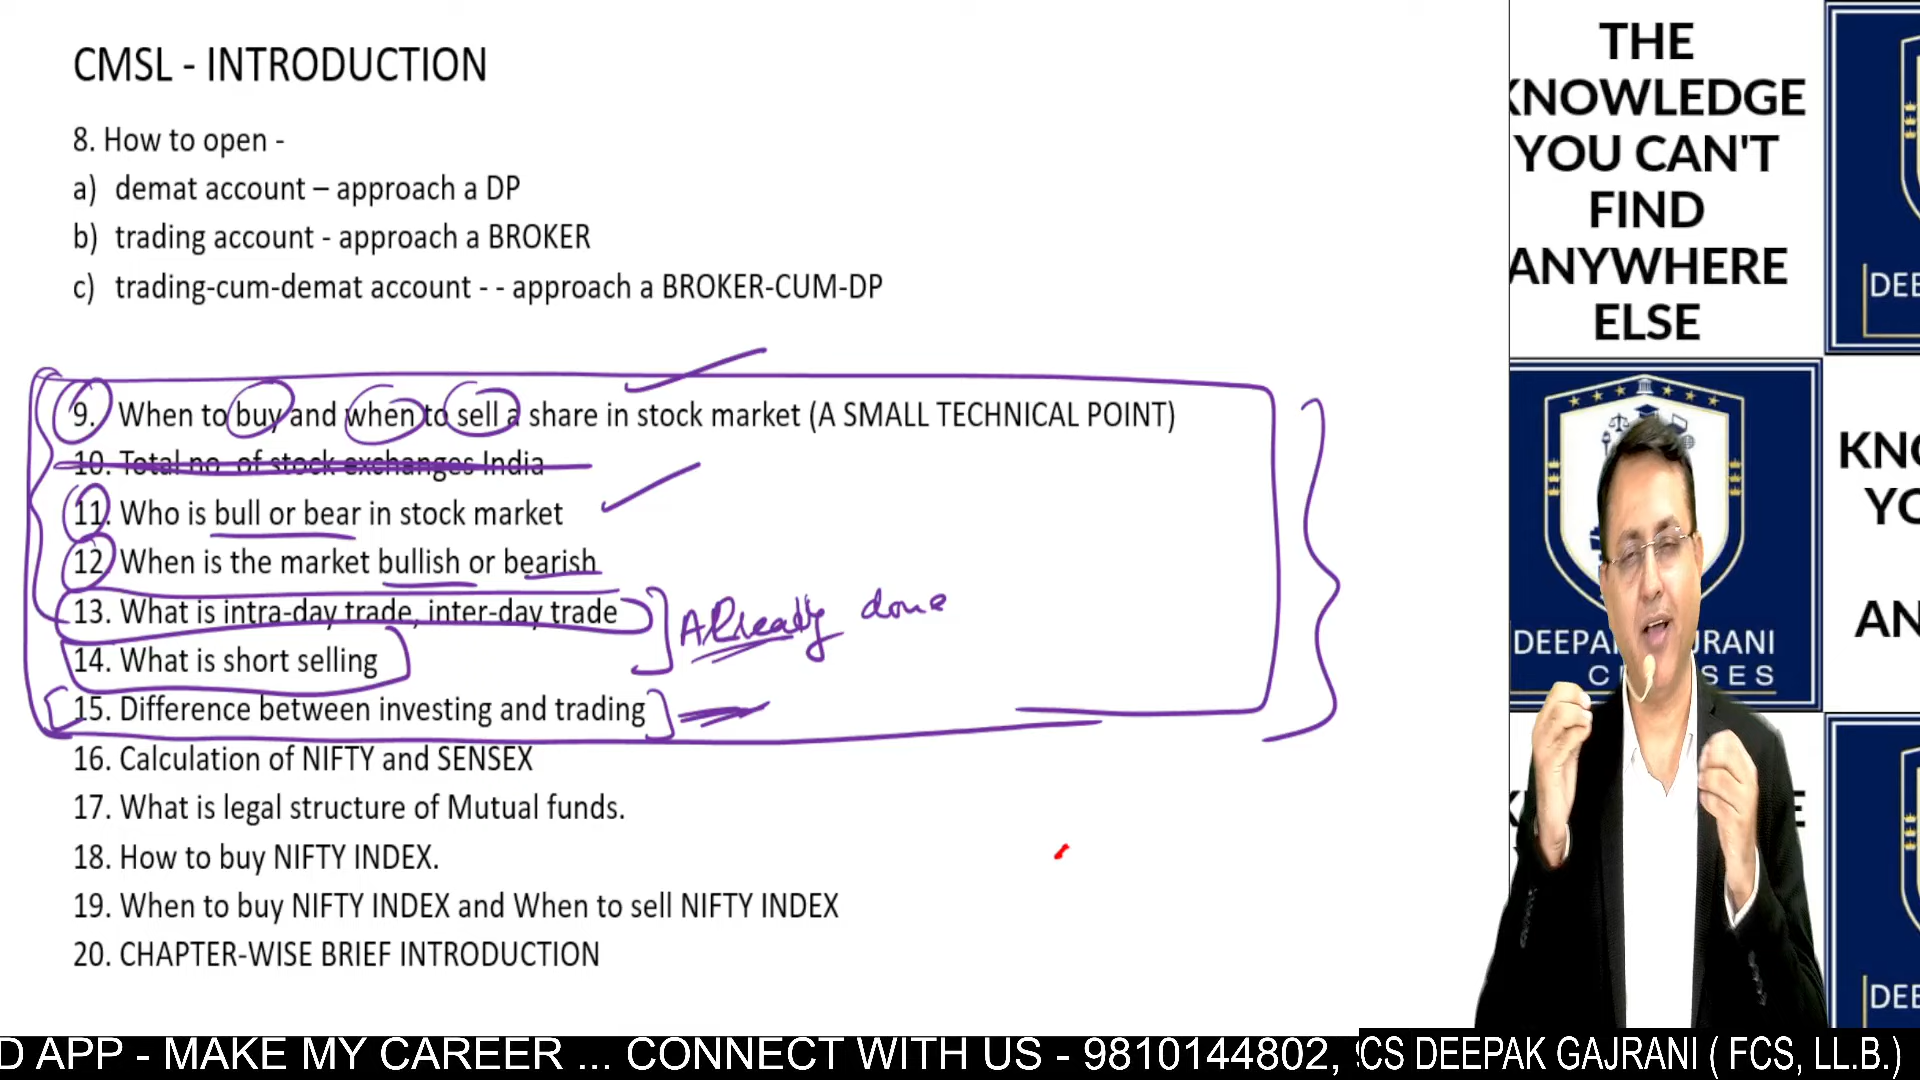 CMSL - INTRODUCTION
8. How to open -
a) demat account – approach a DP
b) trading account - approach a BROKER
c) trading-cum-demat account - - approach a BROKER-CUM-DP
9. When to buy and when to sell a share in stock market (A SMALL TECHNICAL POINT)
10. Total no. of stock exchanges India
11. Who is bull or bear in stock market
12. When is the market bullish or bearish
13. What is intra-day trade, inter-day trade
14. What is short selling
Already done
15. Difference between investing and trading
16. Calculation of NIFTY and SENSEX
17. What is legal structure of Mutual funds.
18. How to buy NIFTY INDEX.
19. When to buy NIFTY INDEX and When to sell NIFTY INDEX
20. CHAPTER-WISE BRIEF INTRODUCTION
THE
KNOWLEDGE
YOU CAN'T
FIND
ANYWHERE
ELSE
DEE
KNO
YO
AN
DEE
D APP - MAKE MY CAREER ... CONNECT WITH US - 9810144802,
CS DEEPAK GAJRANI ( FCS, LL.B.)